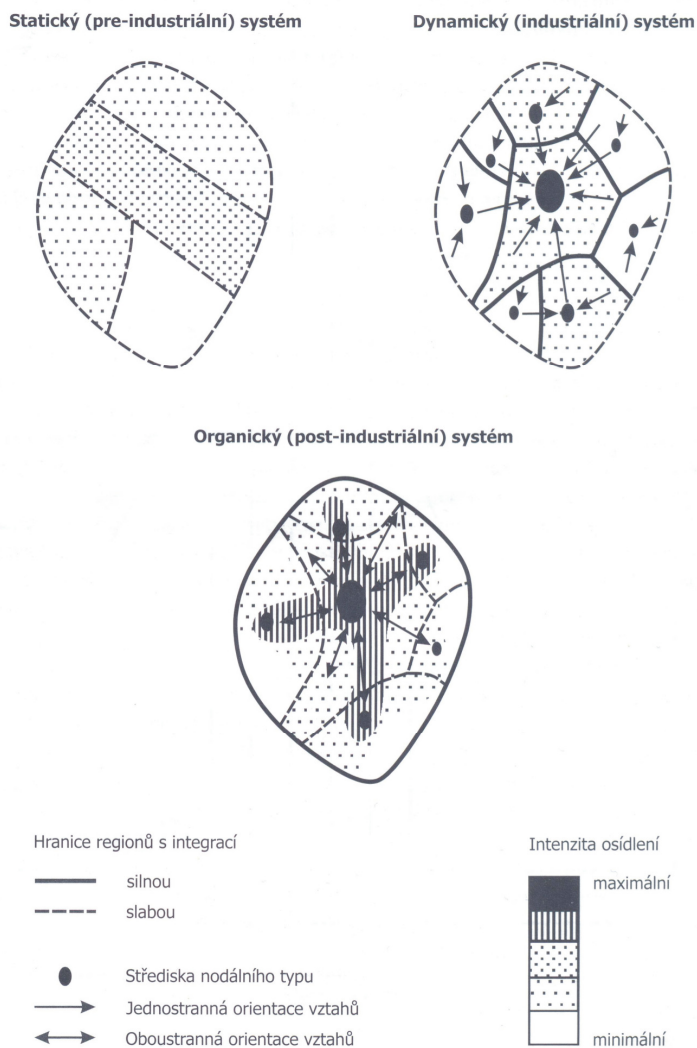 Statický (pre-industriální) systém
Dynamický (industriální) systém
Organický (post-industriální) systém
Hranice regionů s integrací
silnou
slabou
Střediska nodálního typu
Jednostranná orientace vztahů
Oboustranná orientace vztahů
Intenzita osídlení
maximální
minimální